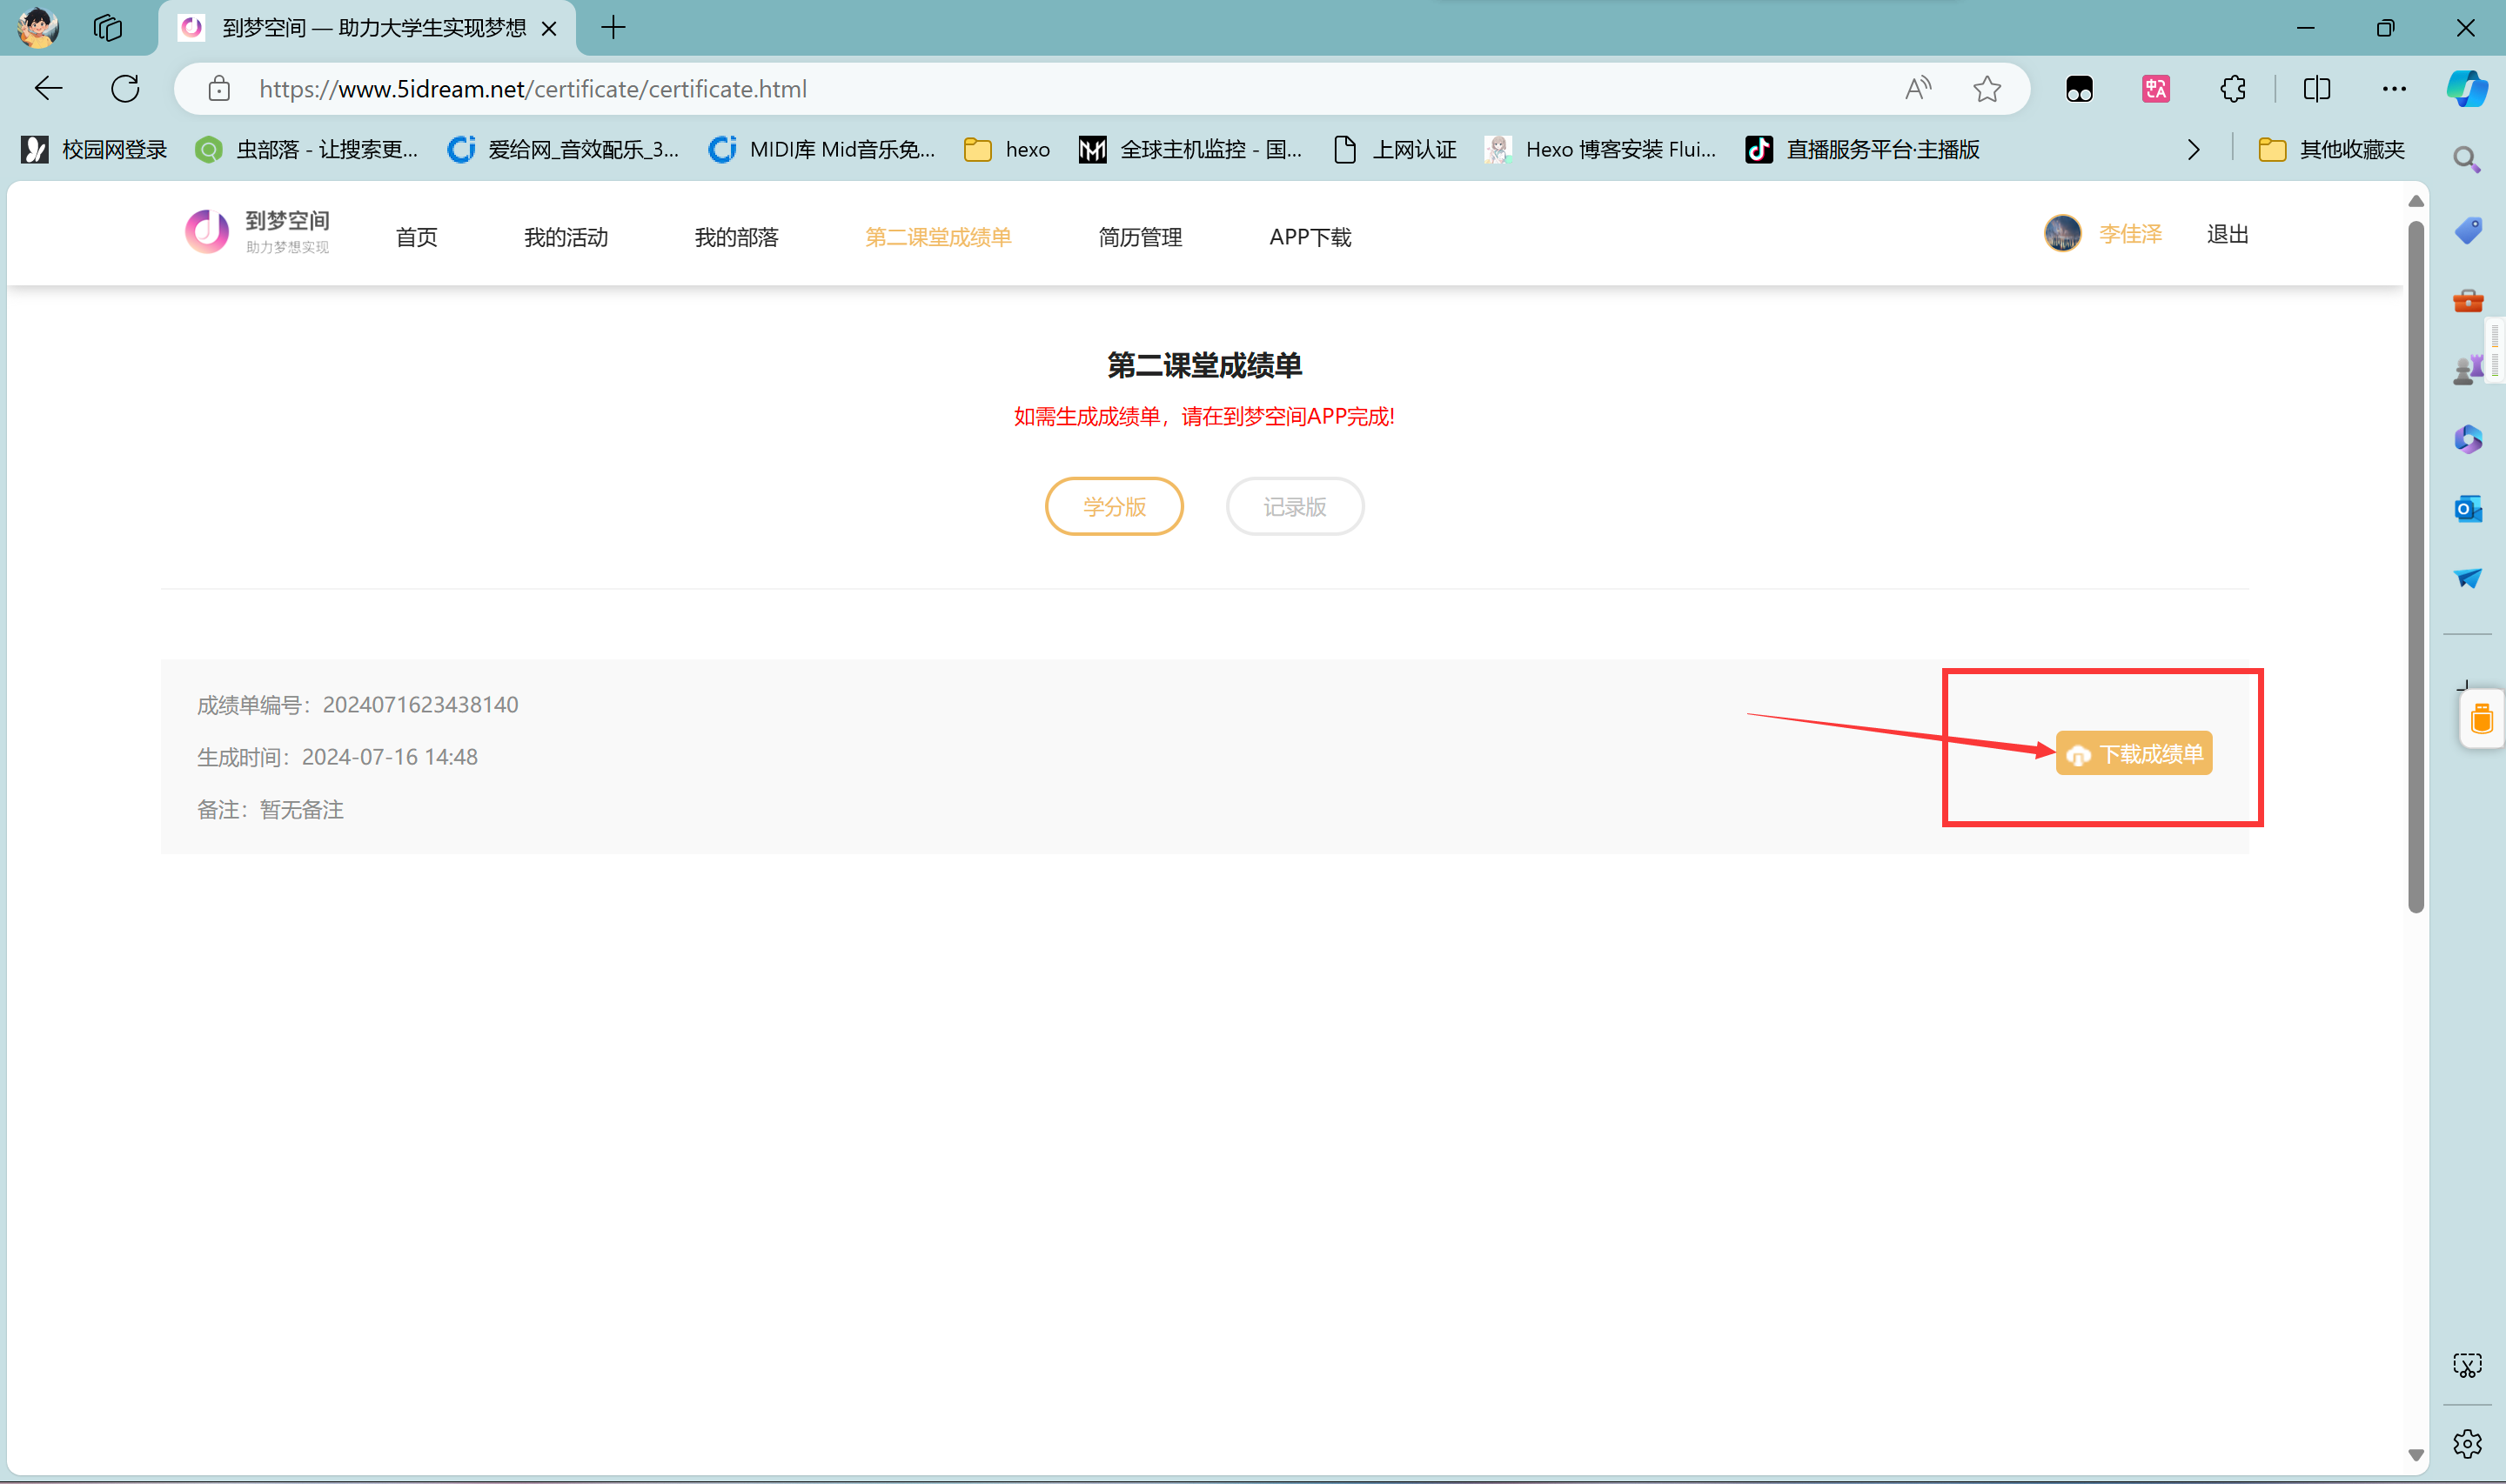 到梦空间 — 助力大学生实现梦想
https://www.5idream.net/certificate/certificate.html
校园网登录 虫部落 - 让搜索更... 爱给网_音效配乐_3... MIDI库 Mid音乐免... hexo 全球主机监控 - 国... 上网认证 Hexo 博客安装 Flui... 直播服务平台·主播版 其他收藏夹
到梦空间
助力梦想实现
首页 我的活动 我的部落 第二课堂成绩单 简历管理 APP下载 李佳泽 退出
第二课堂成绩单
如需生成成绩单，请在到梦空间APP完成!
学分版 记录版
成绩单编号：2024071623438140
生成时间：2024-07-16 14:48
下载成绩单
备注：暂无备注